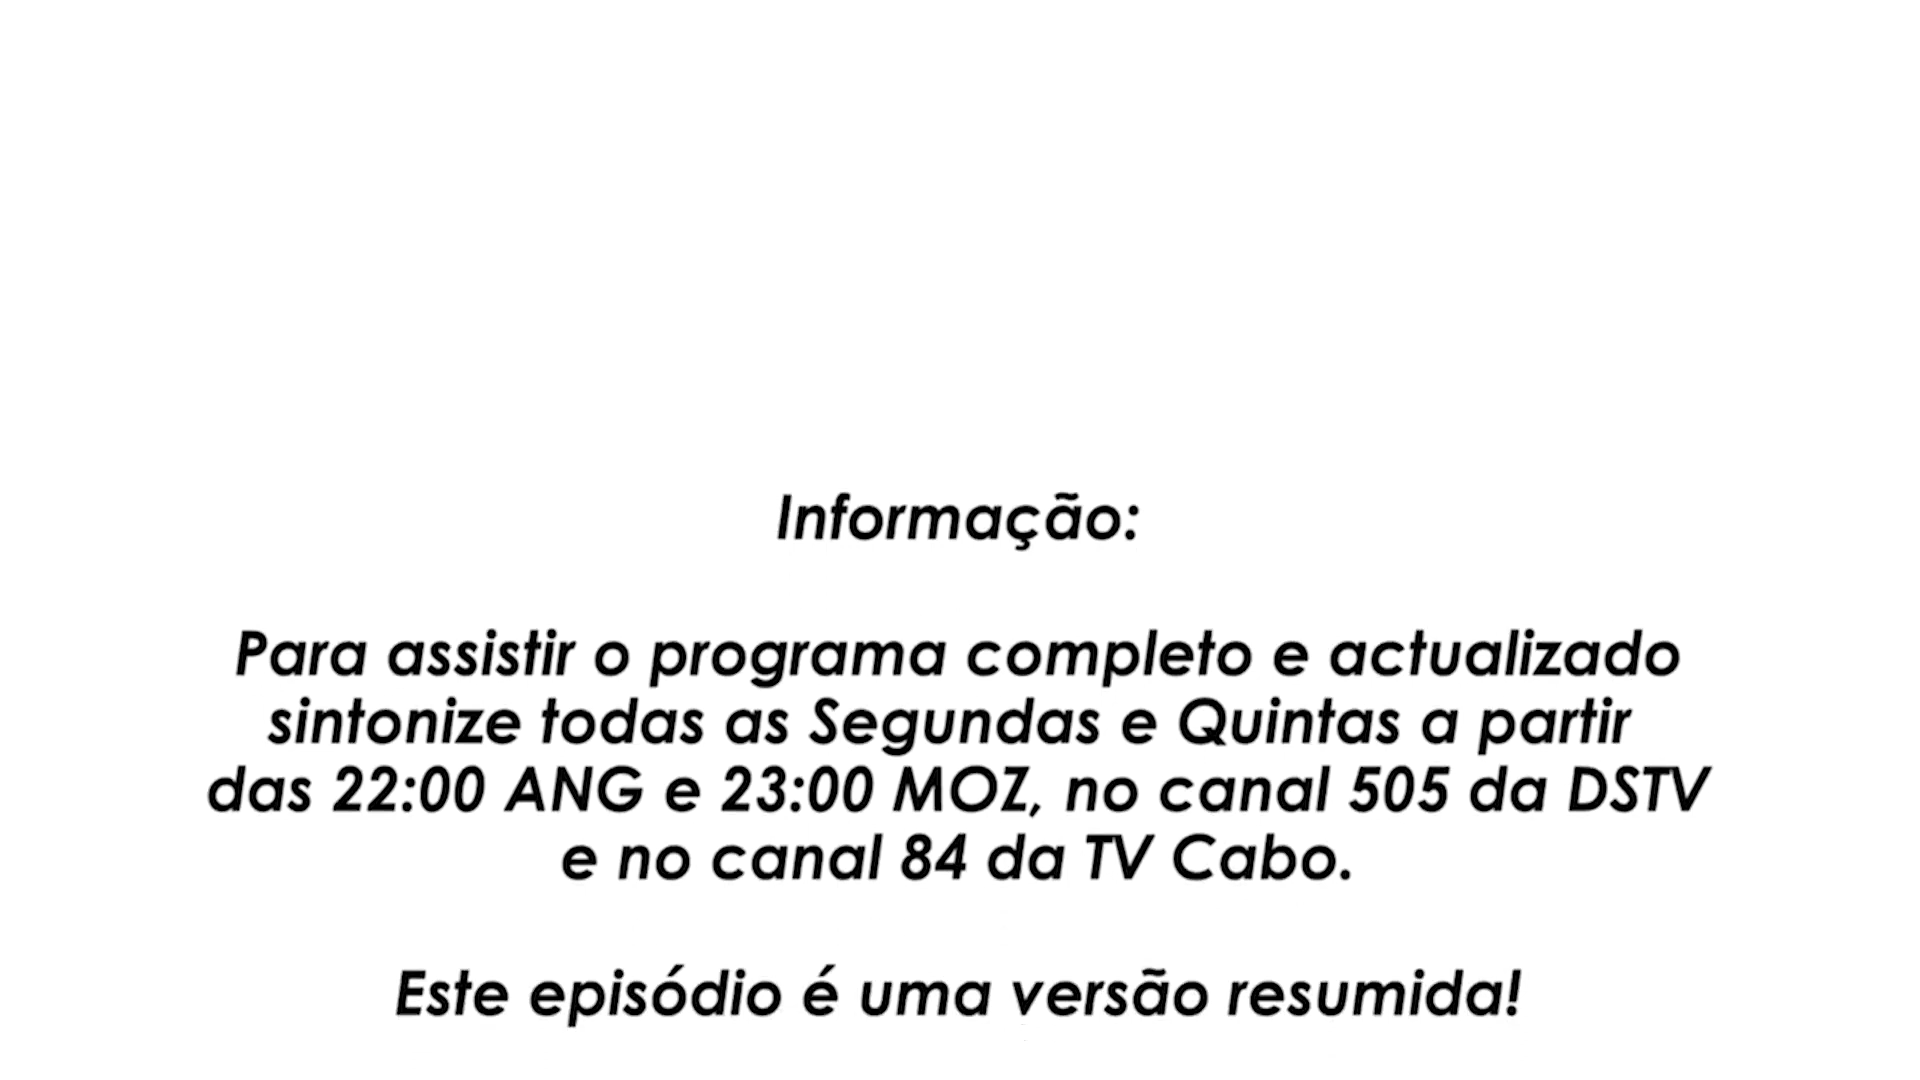 Informação:
Para assistir o programa completo e actualizado
sintonize todas as Segundas e Quintas a partir
das 22:00 ANG e 23:00 MOZ, no canal 505 da DSTV
e no canal 84 da TV Cabo.
Este episódio é uma versão resumida!